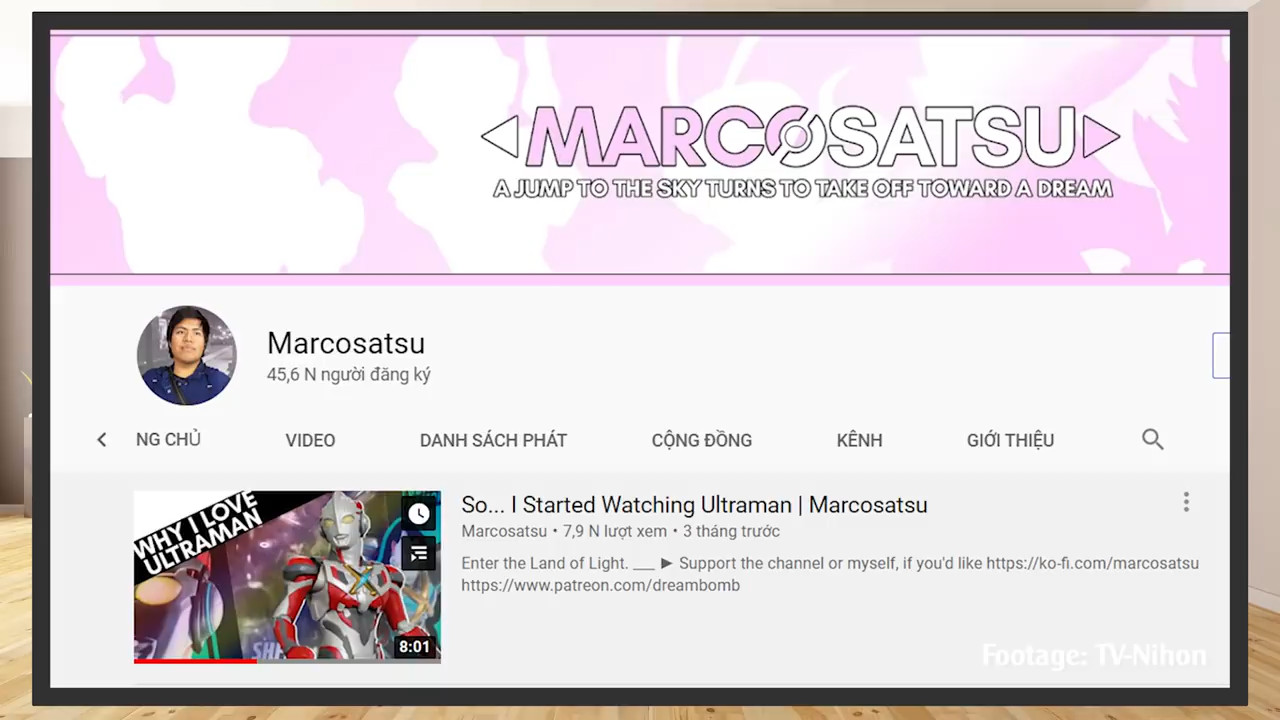 MARCOSATSU
A JUMP TO THE SKY TURNS TO TAKE OFF TOWARD A DREAM
Marcosatsu
45,6 N người đăng ký
NG CHỦ
VIDEO
DANH SÁCH PHÁT
CỘNG ĐỒNG
KÊNH
GIỚI THIỆU
WHY I LOVE
ULTRAMAN
8:01
So... I Started Watching Ultraman | Marcosatsu
Marcosatsu • 7,9 N lượt xem • 3 tháng trước
Enter the Land of Light. ___ ► Support the channel or myself, if you'd like https://ko-fi.com/marcosatsu
https://www.patreon.com/dreambomb
Footage: TV-Nihon